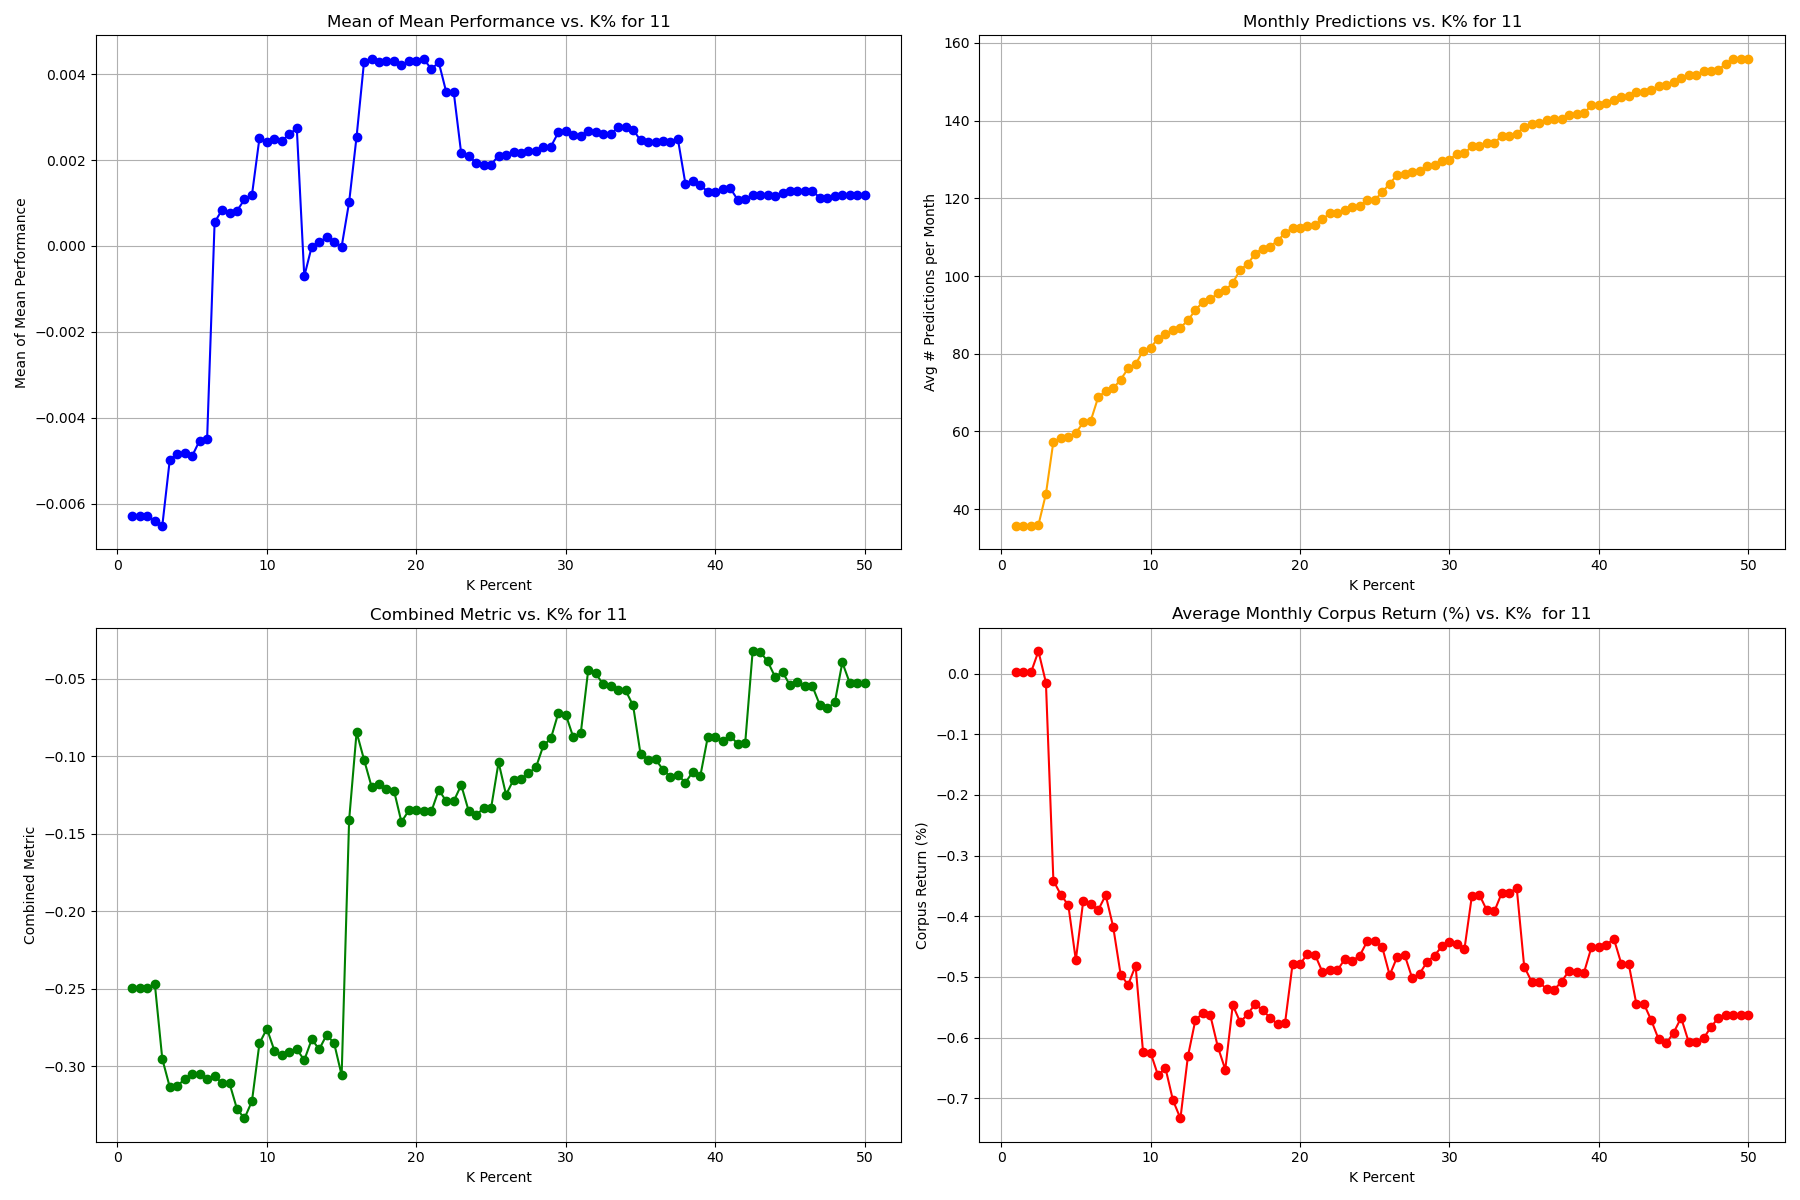 Mean of Mean Performance vs. K% for 11
Mean of Mean Performance
0.004
0.002
0.000
−0.002
−0.004
−0.006
0 10 20 30 40 50
K Percent
Monthly Predictions vs. K% for 11
Avg # Predictions per Month
160
140
120
100
80
60
40
0 10 20 30 40 50
K Percent
Combined Metric vs. K% for 11
Combined Metric
−0.05
−0.10
−0.15
−0.20
−0.25
−0.30
0 10 20 30 40 50
K Percent
Average Monthly Corpus Return (%) vs. K%  for 11
Corpus Return (%)
0.0
−0.1
−0.2
−0.3
−0.4
−0.5
−0.6
−0.7
0 10 20 30 40 50
K Percent